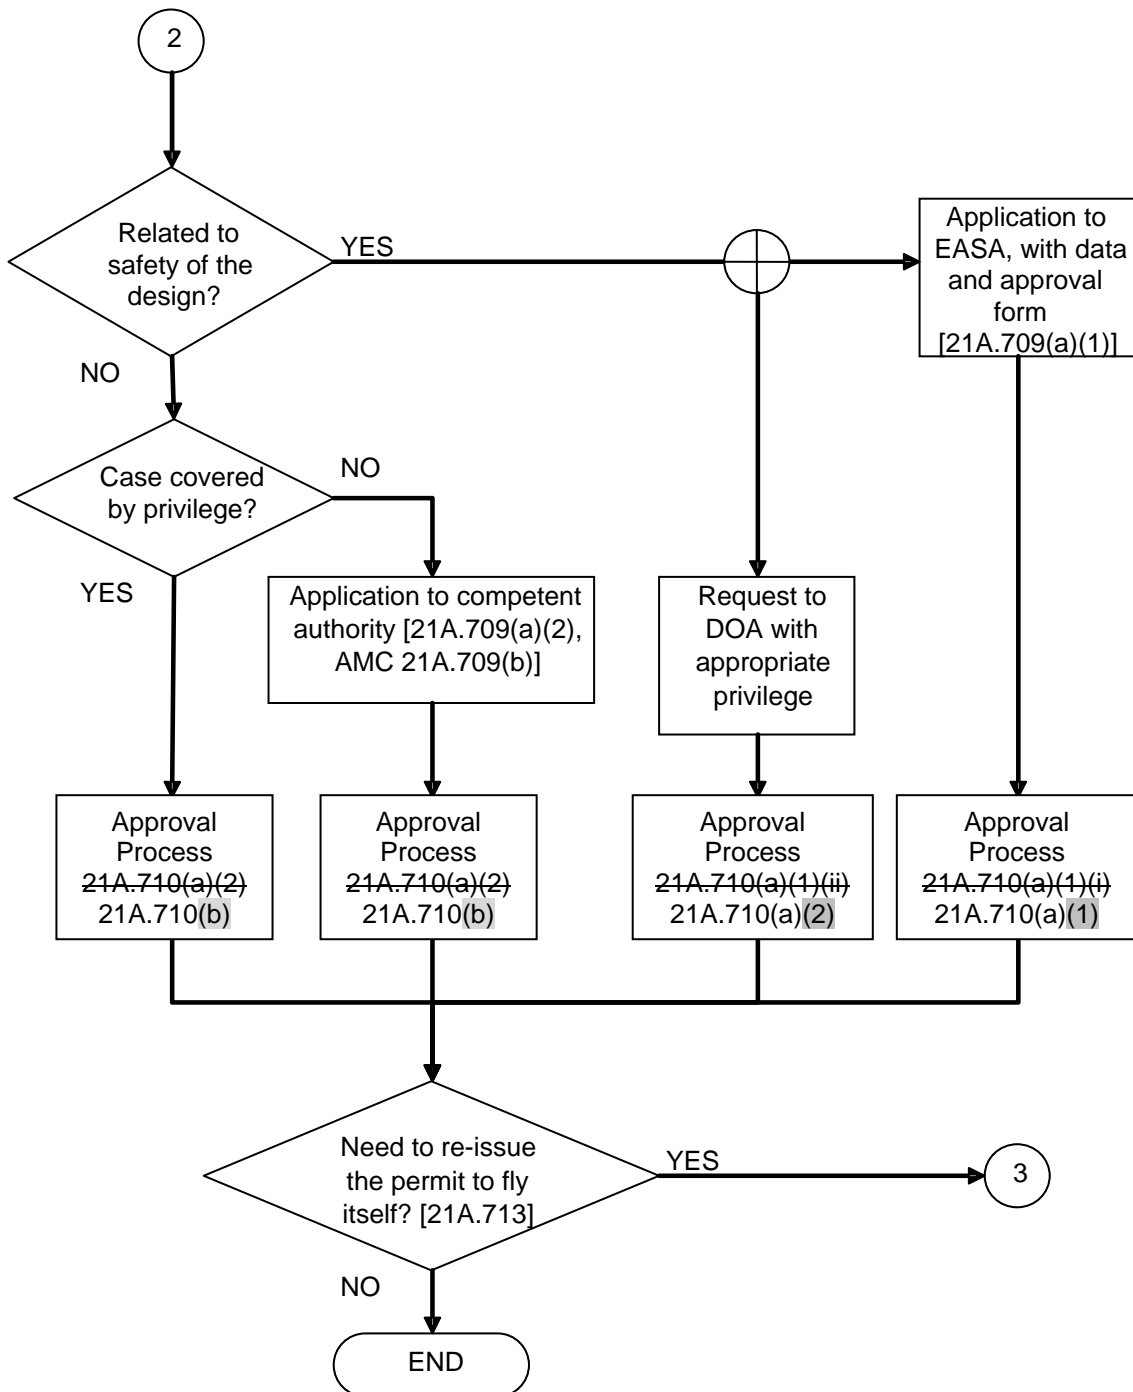 2
Related to
safety of the
design?
YES
NO
Application to
EASA, with data
and approval
form
[21A.709(a)(1)]
Case covered
by privilege?
NO
YES
Application to competent
authority [21A.709(a)(2),
AMC 21A.709(b)]
Request to
DOA with
appropriate
privilege
Approval
Process
21A.710(a)(2)
21A.710(b)
Approval
Process
21A.710(a)(2)
21A.710(b)
Approval
Process
21A.710(a)(1)(ii)
21A.710(a)(2)
Approval
Process
21A.710(a)(1)(i)
21A.710(a)(1)
Need to re-issue
the permit to fly
itself? [21A.713]
YES
3
NO
END